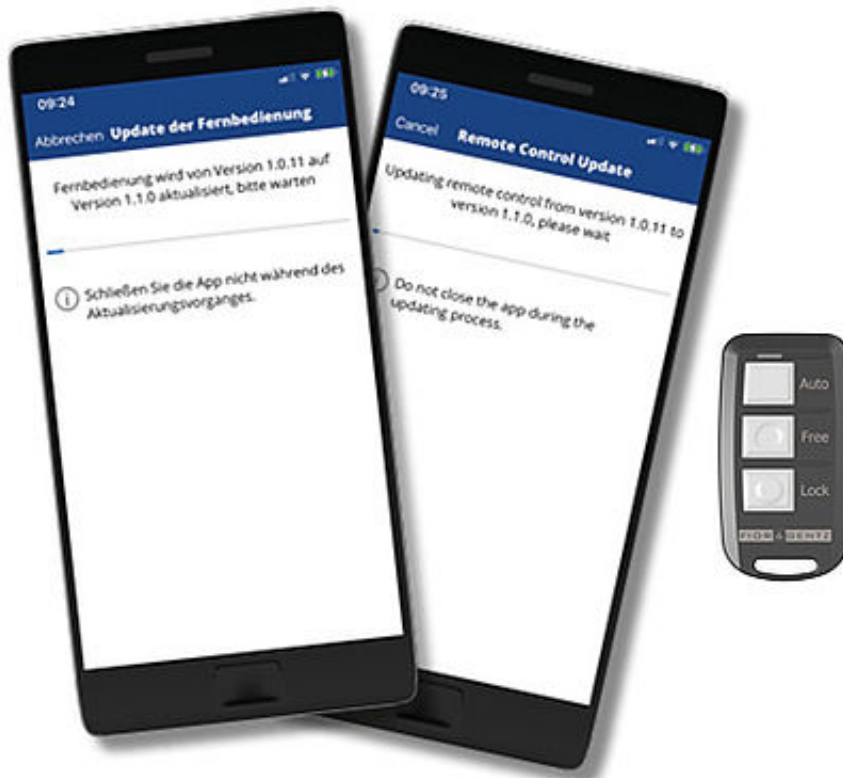 09:24
Abbrechen Update der Fernbedienung
Fernbedienung wird von Version 1.0.11 auf
Version 1.1.0 aktualisiert, bitte warten
Schließen Sie die App nicht während des
Aktualisierungsvorganges.
09:25
Cancel Remote Control Update
Updating remote control from version 1.0.11 to
version 1.1.0, please wait
Do not close the app during the
updating process.
Auto
Free
Lock
FIOR & GENTZ